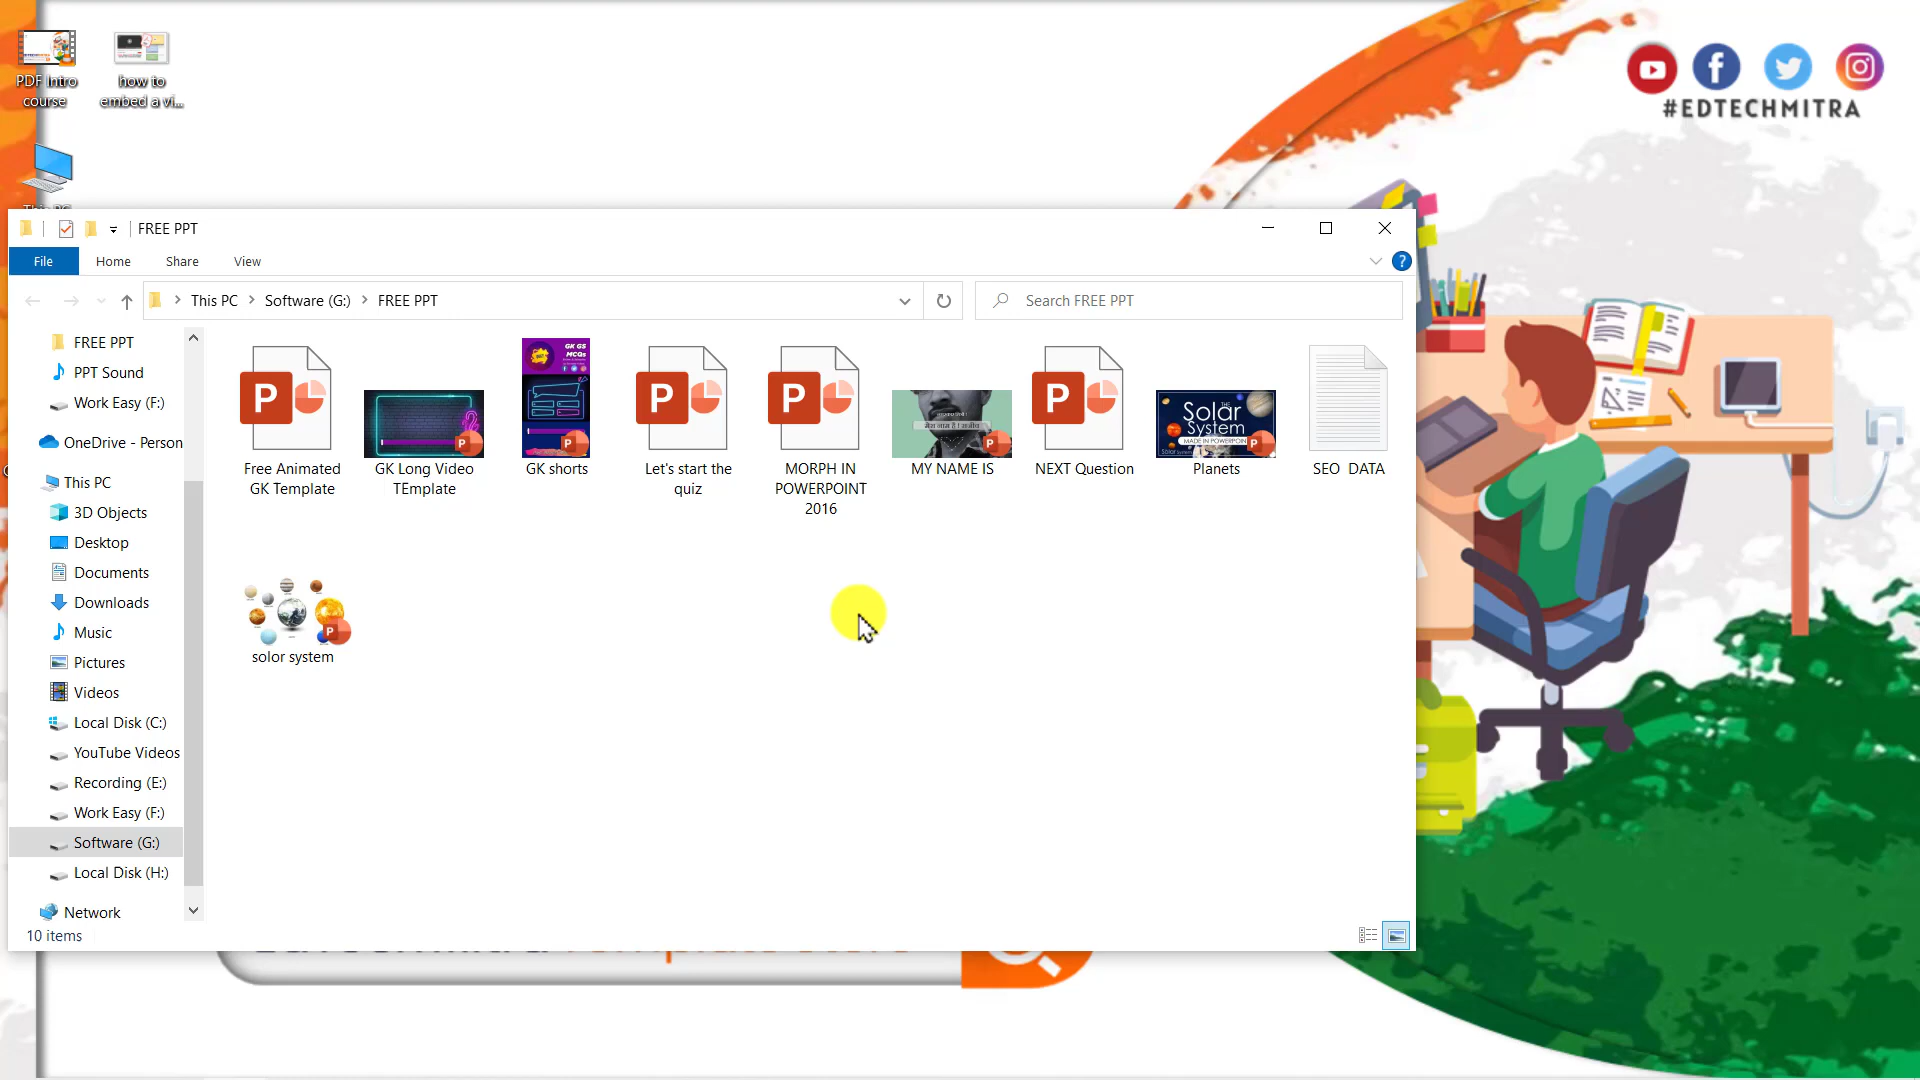 PDF Intro
course
how to
embed a vi...
#EDTECHMITRA
FREE PPT
File
Home
Share
View
This PC
Software (G:)
FREE PPT
Search FREE PPT
FREE PPT
PPT Sound
Work Easy (F:)
OneDrive - Person
This PC
3D Objects
Desktop
Documents
Downloads
Music
Pictures
Videos
Local Disk (C:)
YouTube Videos
Recording (E:)
Work Easy (F:)
Software (G:)
Local Disk (H:)
Network
Free Animated
GK Template
GK Long Video
TEmplate
GK GS
MCQs
GK shorts
Let's start the
quiz
MORPH IN
POWERPOINT
2016
MY NAME IS
NEXT Question
THE
Solar
System
MADE IN POWERPOIN
Planets
SEO  DATA
solor system
10 items